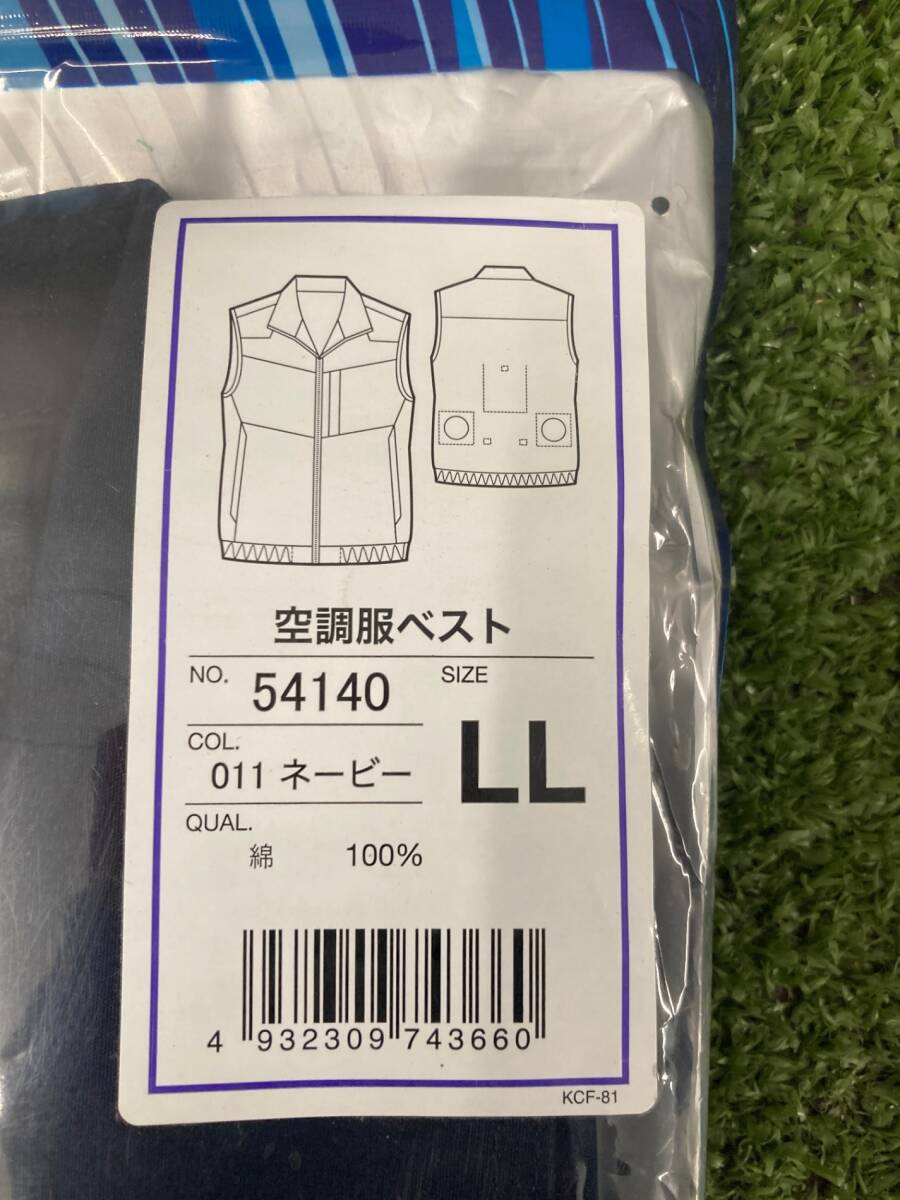 空調服ベスト
NO. 54140
SIZE
LL
COL.
011 ネービー
QUAL.
綿 100%
4 932309 743660
KCF-81